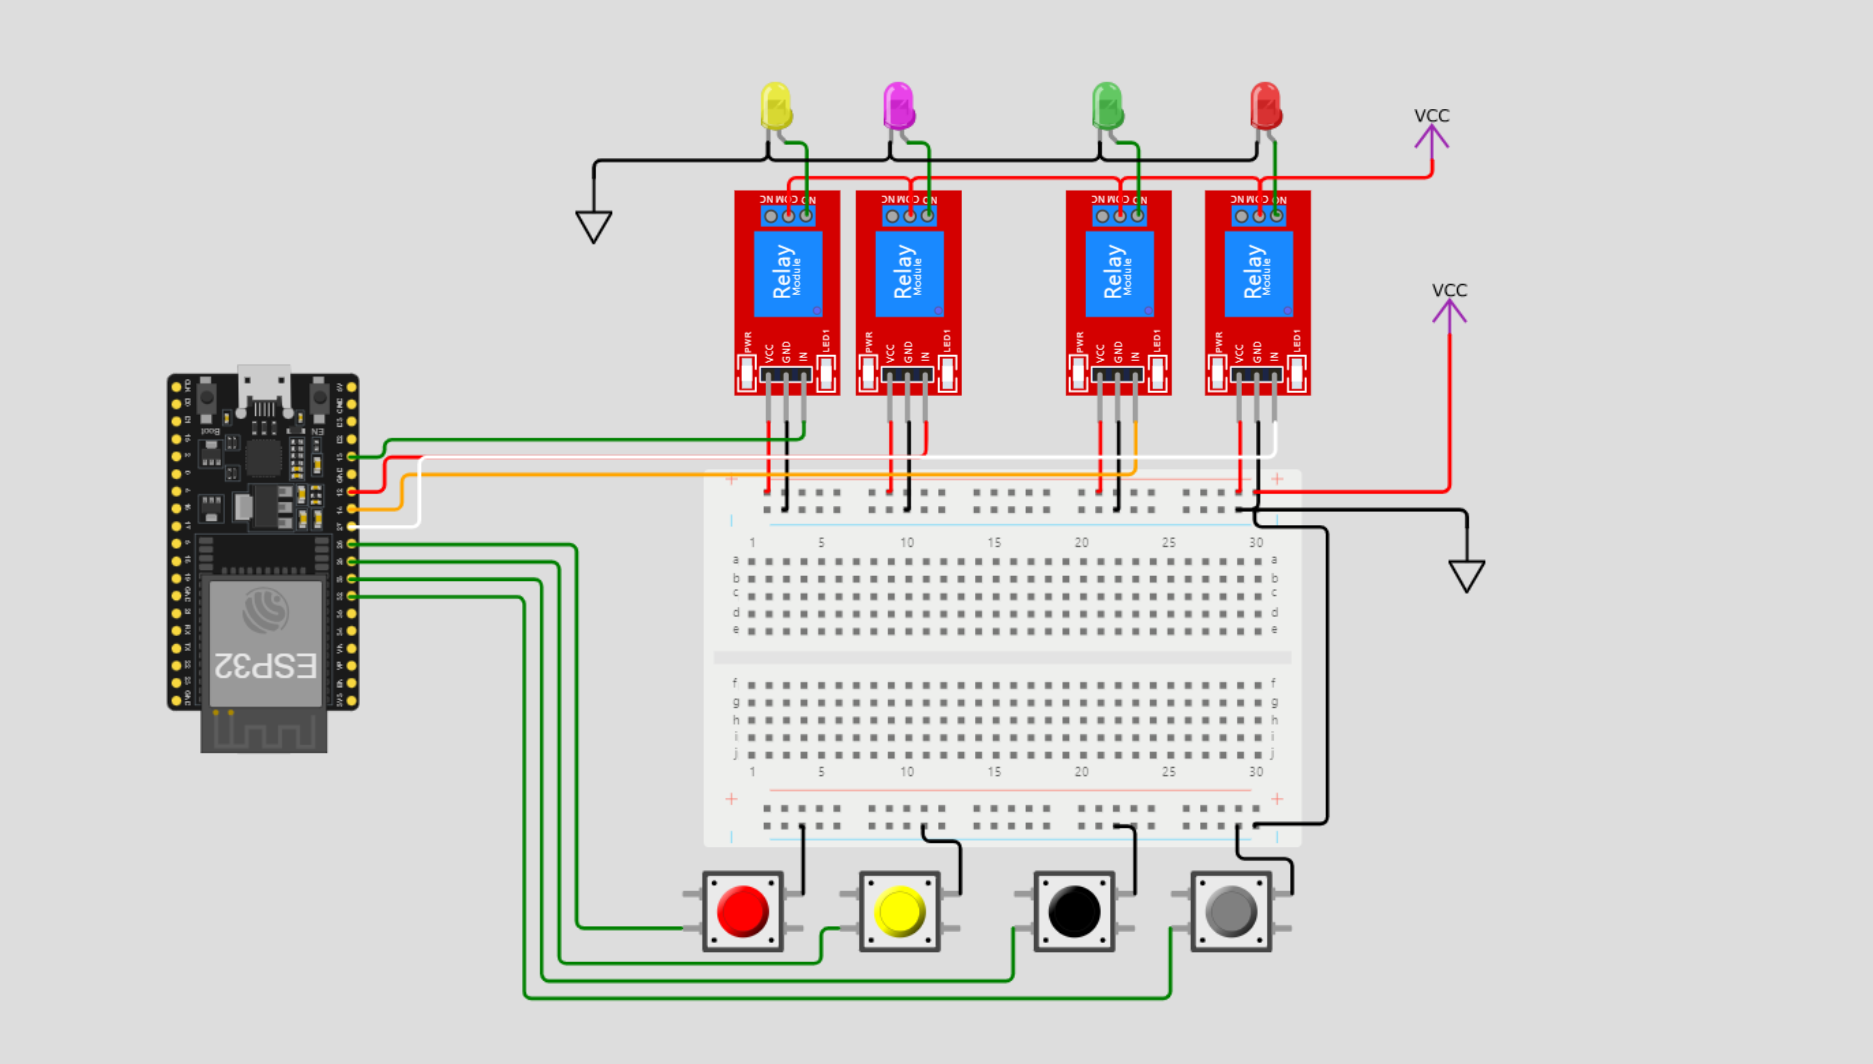 VCC
NC COM NO
NC COM NO
NC COM NO
NC COM NO
Relay
Module
Relay
Module
Relay
Module
Relay
Module
VCC
PWR
VCC
GND
IN
LED1
PWR
VCC
GND
IN
LED1
PWR
VCC
GND
IN
LED1
PWR
VCC
GND
IN
LED1
Boot
EN
+
+
1 5 10 15 20 25 30
a a
b b
c c
d d
e e
ESP32
f f
g g
h h
i i
j j
1 5 10 15 20 25 30
+
+